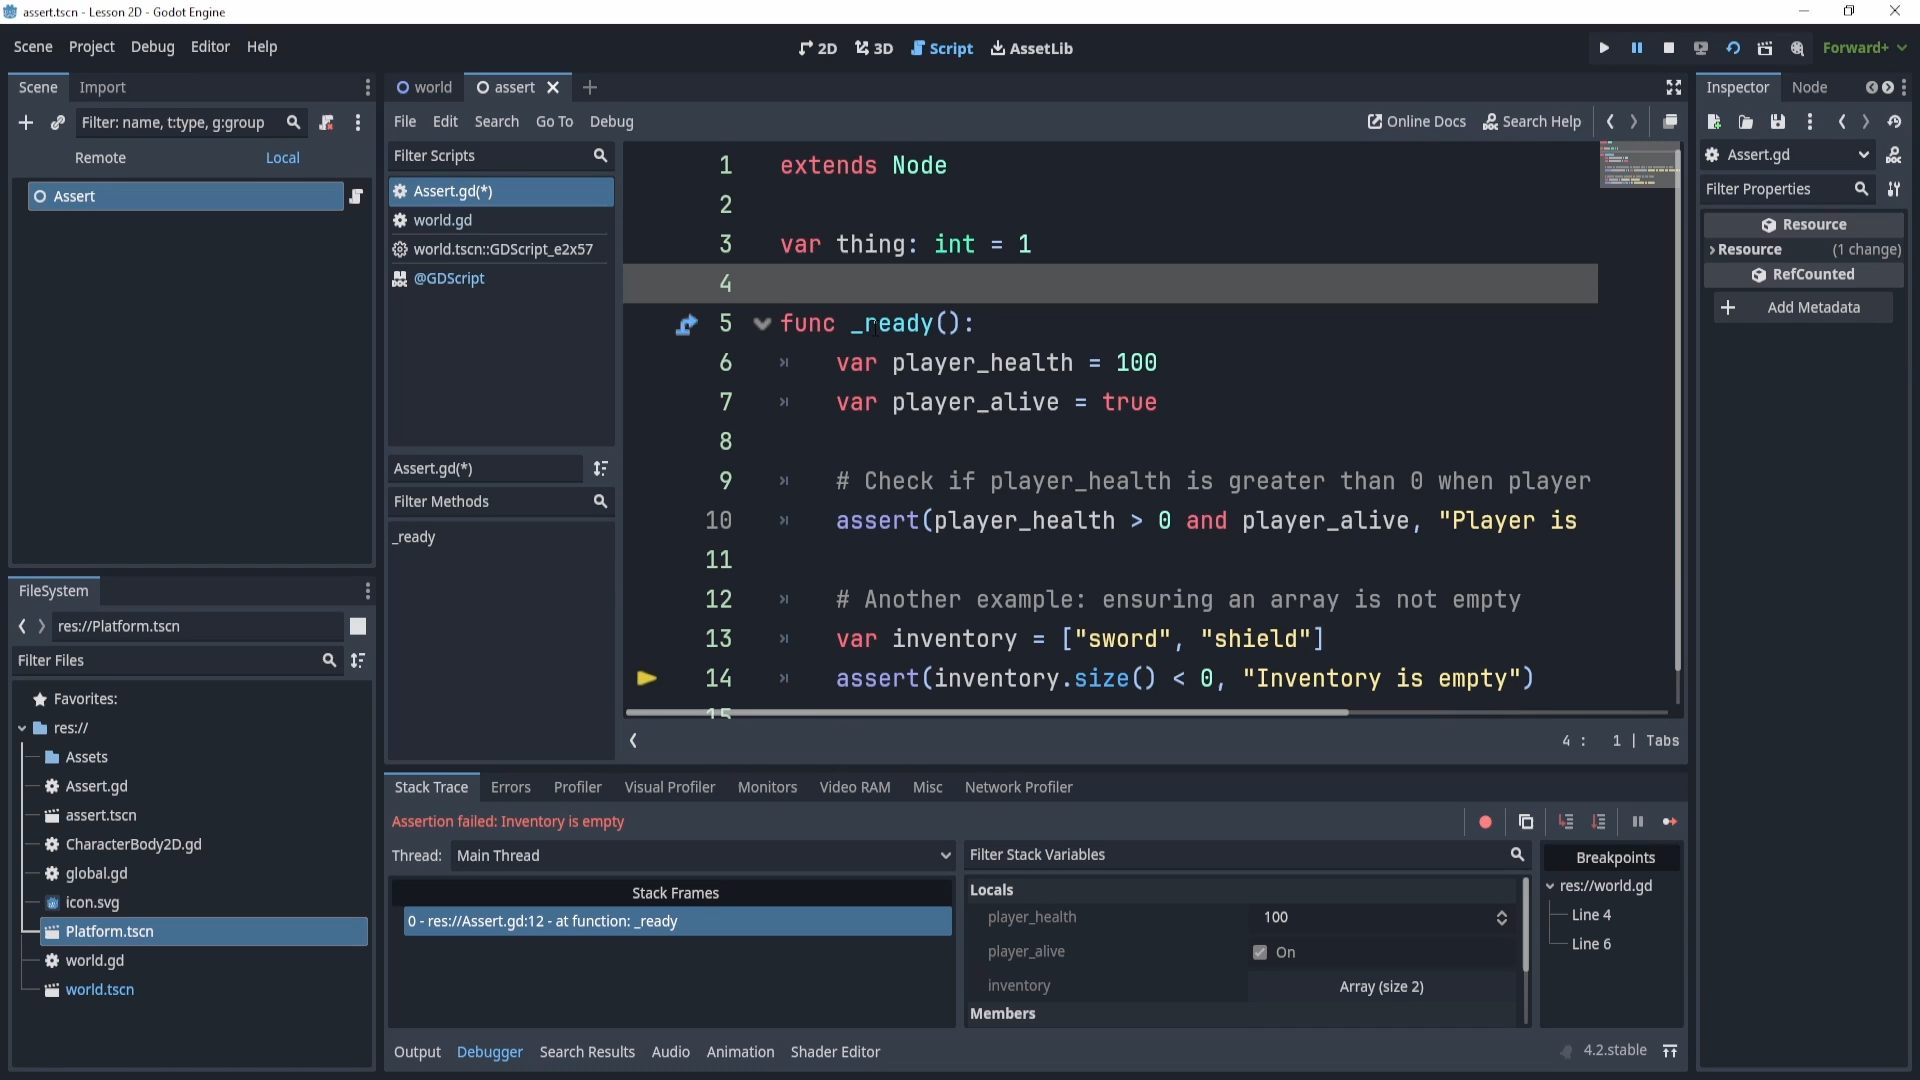 assert.tscn - Lesson 2D - Godot Engine
Scene Project Debug Editor Help
2D 3D Script AssetLib
Forward+
Scene Import
Filter: name, t:type, g:group
Remote Local
Assert
FileSystem
res://Platform.tscn
Filter Files
Favorites:
res://
Assets
Assert.gd
assert.tscn
CharacterBody2D.gd
global.gd
icon.svg
Platform.tscn
world.gd
world.tscn
world assert
File Edit Search Go To Debug
Online Docs Search Help
Filter Scripts
Assert.gd(*)
world.gd
world.tscn::GDScript_e2x57
@GDScript
Assert.gd(*)
Filter Methods
_ready
1 extends Node
2
3 var thing: int = 1
4
5 func _ready():
6 var player_health = 100
7 var player_alive = true
8
9 # Check if player_health is greater than 0 when player
10 assert(player_health > 0 and player_alive, "Player is
11
12 # Another example: ensuring an array is not empty
13 var inventory = ["sword", "shield"]
14 assert(inventory.size() < 0, "Inventory is empty")
15
4 : 1 | Tabs
Stack Trace Errors Profiler Visual Profiler Monitors Video RAM Misc Network Profiler
Assertion failed: Inventory is empty
Thread: Main Thread
Stack Frames
0 - res://Assert.gd:12 - at function: _ready
Filter Stack Variables
Locals
player_health 100
player_alive On
inventory Array (size 2)
Members
Breakpoints
res://world.gd
Line 4
Line 6
Output Debugger Search Results Audio Animation Shader Editor
4.2.stable
Inspector Node
Assert.gd
Filter Properties
Resource
Resource (1 change)
RefCounted
Add Metadata